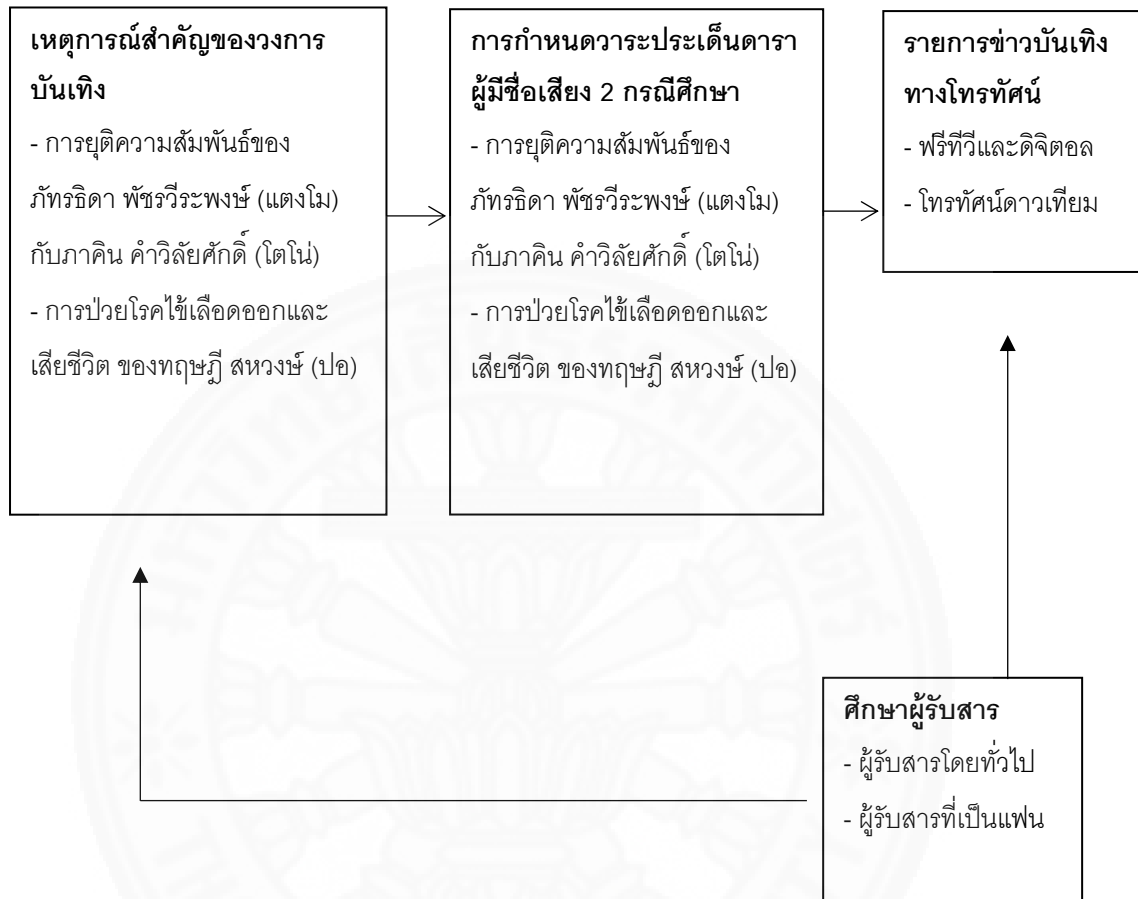 เหตุการณ์สำคัญของวงการ
บันเทิง
- การยุติความสัมพันธ์ของ
ภัทรธิดา พัชรวีระพงษ์ (แตงโม)
กับภาคิน คำวิลัยศักดิ์ (โตโน่)
- การป่วยโรคไข้เลือดออกและ
เสียชีวิต ของทฤษฎี สหวงษ์ (ปอ)
การกำหนดวาระประเด็นดารา
ผู้มีชื่อเสียง 2 กรณีศึกษา
- การยุติความสัมพันธ์ของ
ภัทรธิดา พัชรวีระพงษ์ (แตงโม)
กับภาคิน คำวิลัยศักดิ์ (โตโน่)
- การป่วยโรคไข้เลือดออกและ
เสียชีวิต ของทฤษฎี สหวงษ์ (ปอ)
รายการข่าวบันเทิง
ทางโทรทัศน์
- ฟรีทีวีและดิจิตอล
- โทรทัศน์ดาวเทียม
ศึกษาผู้รับสาร
- ผู้รับสารโดยทั่วไป
- ผู้รับสารที่เป็นแฟน